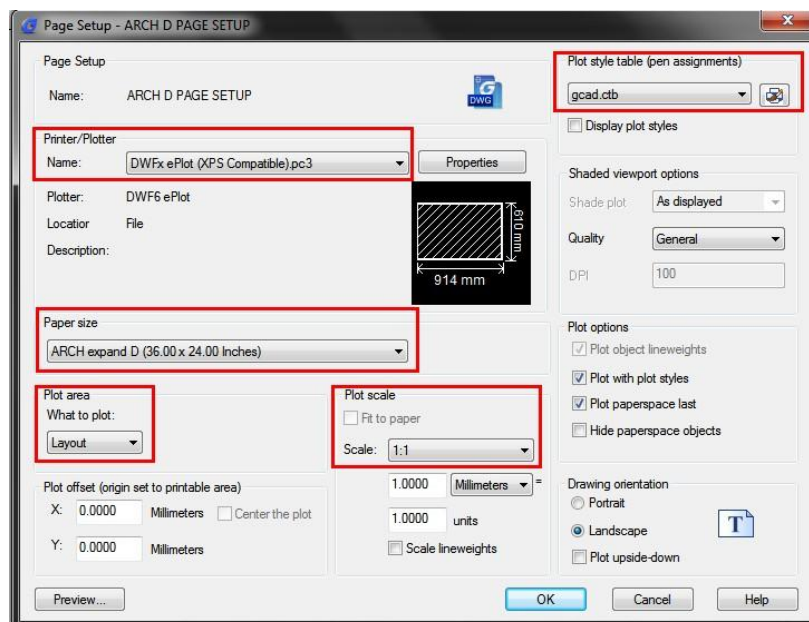 Page Setup - ARCH D PAGE SETUP
Page Setup
Name: ARCH D PAGE SETUP
DWG
Printer/Plotter
Name: DWFx ePlot (XPS Compatible).pc3
Properties
Plotter: DWF6 ePlot
Locatior File
Description:
610 mm
914 mm
Paper size
ARCH expand D (36.00 x 24.00 Inches)
Plot area
What to plot:
Layout
Plot scale
Fit to paper
Scale: 1:1
1.0000 Millimeters =
1.0000 units
Scale lineweights
Plot offset (origin set to printable area)
X: 0.0000 Millimeters Center the plot
Y: 0.0000 Millimeters
Plot style table (pen assignments)
gcad.ctb
Display plot styles
Shaded viewport options
Shade plot As displayed
Quality General
DPI 100
Plot options
Plot object lineweights
Plot with plot styles
Plot paperspace last
Hide paperspace objects
Drawing orientation
Portrait
Landscape
T
Plot upside-down
Preview...
OK
Cancel
Help